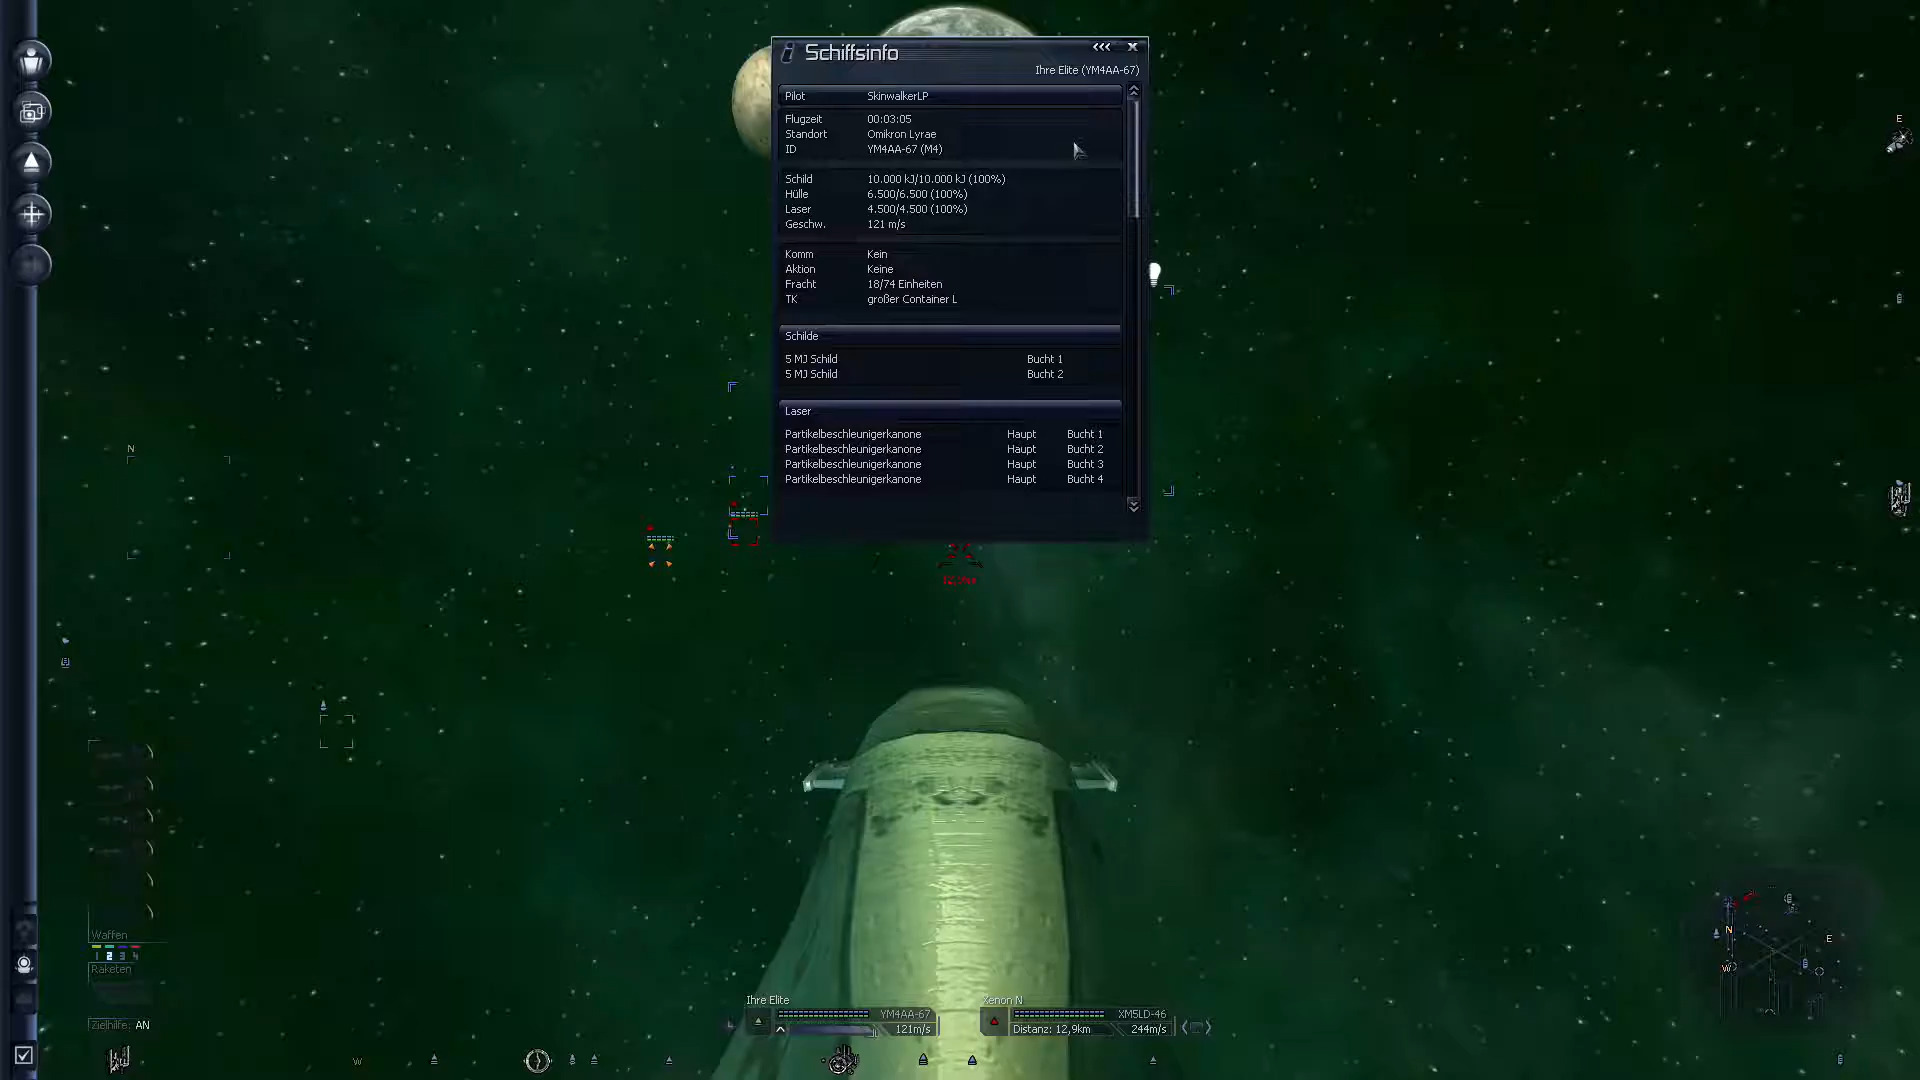 Schiffsinfo
Ihre Elite (YM4AA-67)
Pilot SkinwalkerLP
Flugzeit 00:03:05
Standort Omikron Lyrae
ID YM4AA-67 (M4)
Schild 10.000 kJ/10.000 kJ (100%)
Hülle 6.500/6.500 (100%)
Laser 4.500/4.500 (100%)
Geschw. 121 m/s
Komm Kein
Aktion Keine
Fracht 18/74 Einheiten
TK großer Container L
Schilde
5 MJ Schild Bucht 1
5 MJ Schild Bucht 2
Laser
Partikelbeschleunigerkanone Haupt Bucht 1
Partikelbeschleunigerkanone Haupt Bucht 2
Partikelbeschleunigerkanone Haupt Bucht 3
Partikelbeschleunigerkanone Haupt Bucht 4
E
N
Waffen
1 2 3 4
Raketen
Zielhilfe: AN
Ihre Elite
YM4AA-67
121m/s
Xenon N
XM5LD-46
Distanz: 12,9km 244m/s
W
N
E
W